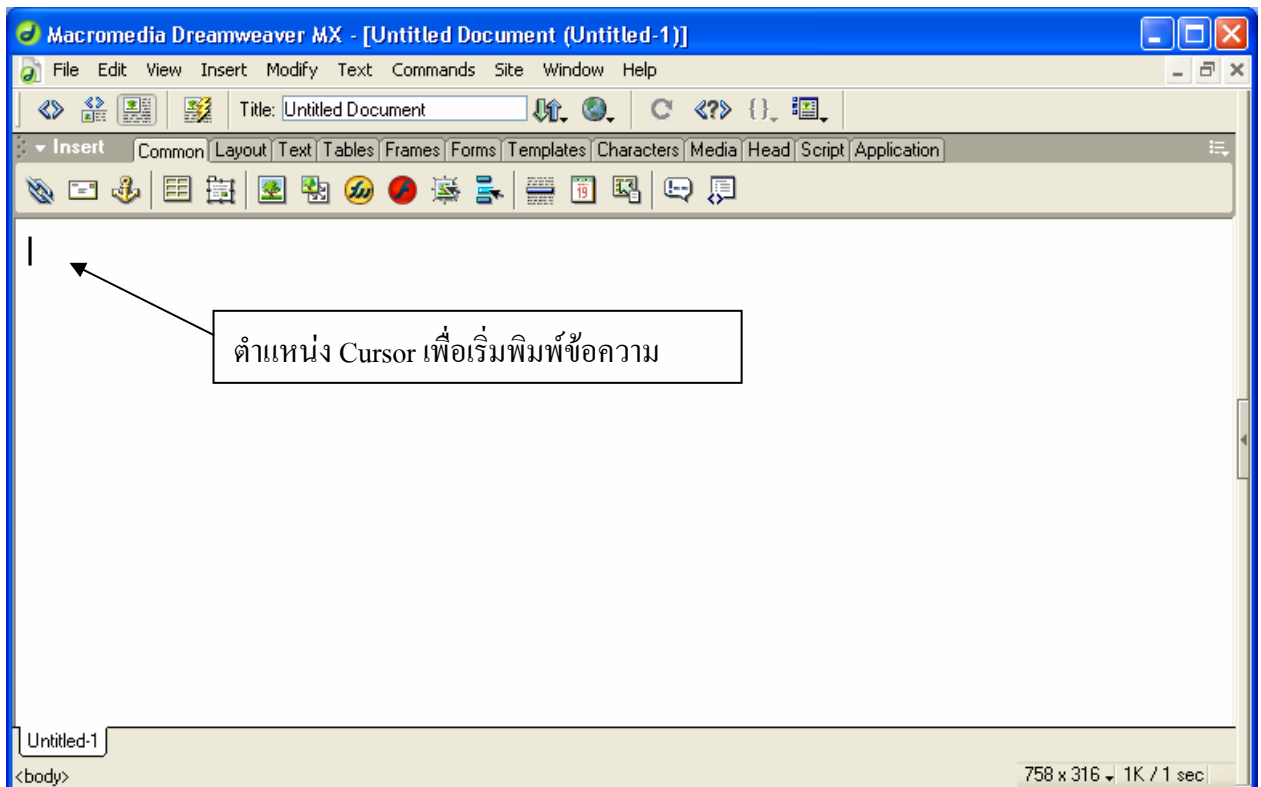 Macromedia Dreamweaver MX - [Untitled Document (Untitled-1)]
File Edit View Insert Modify Text Commands Site Window Help
Title: Untitled Document
Insert Common Layout Text Tables Frames Forms Templates Characters Media Head Script Application
19
ตำแหน่ง Cursor เพื่อเริ่มพิมพ์ข้อความ
Untitled-1
<body> 758 x 316 1K / 1 sec